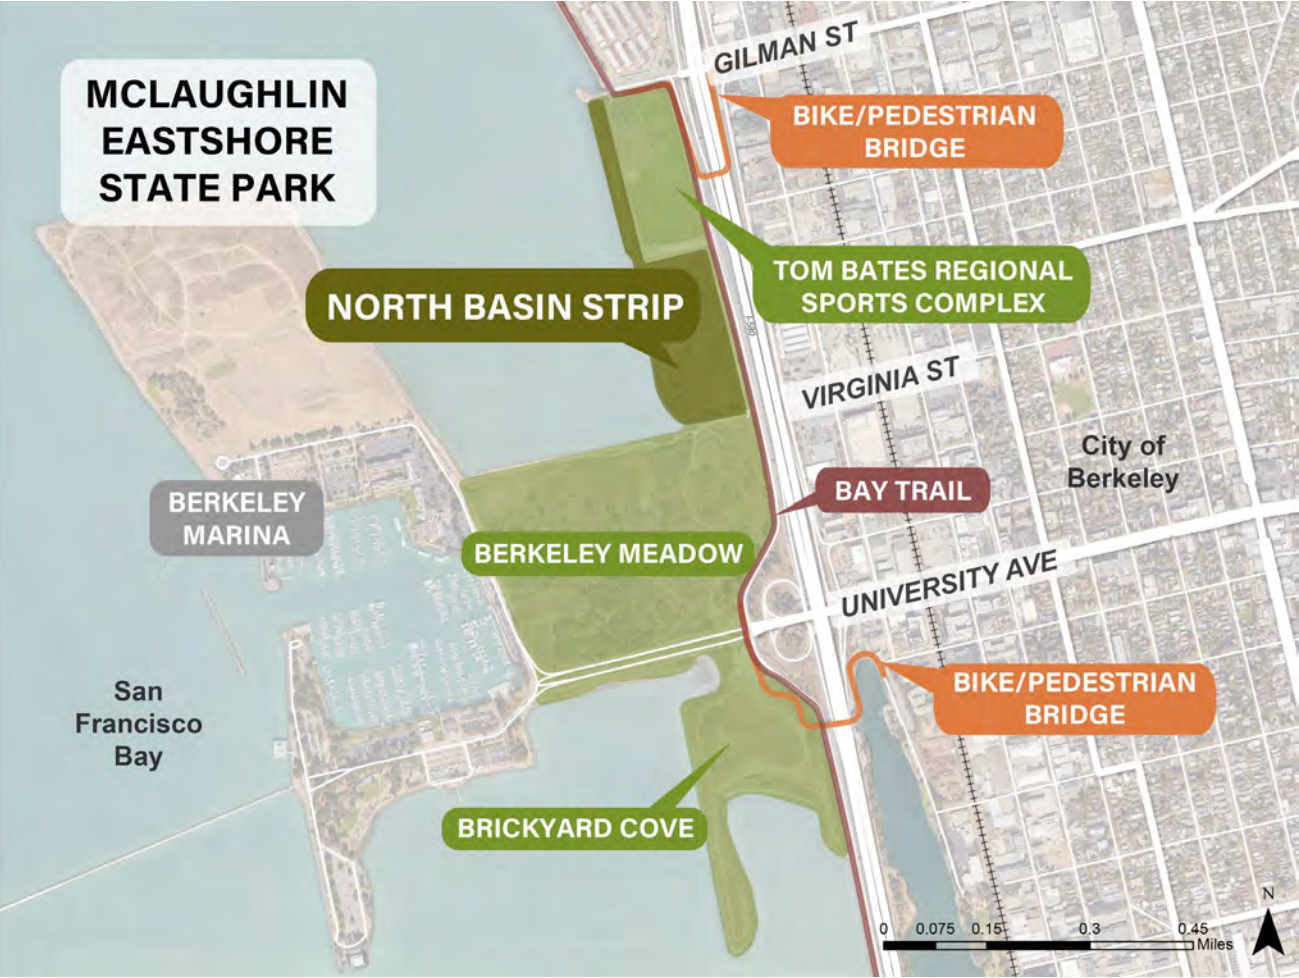 GILMAN ST
MCLAUGHLIN
EASTSHORE
STATE PARK
BIKE/PEDESTRIAN
BRIDGE
TOM BATES REGIONAL
SPORTS COMPLEX
NORTH BASIN STRIP
I-580
VIRGINIA ST
City of
Berkeley
BAY TRAIL
BERKELEY
MARINA
BERKELEY MEADOW
UNIVERSITY AVE
BIKE/PEDESTRIAN
BRIDGE
San
Francisco
Bay
BRICKYARD COVE
N
0 0.075 0.15 0.3 0.45
Miles